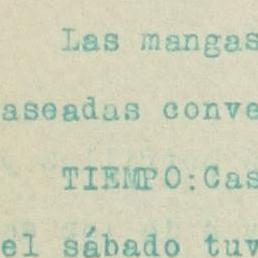 Las mangas
aseadas conve
TIEMPO:Cas
el sábado tuv